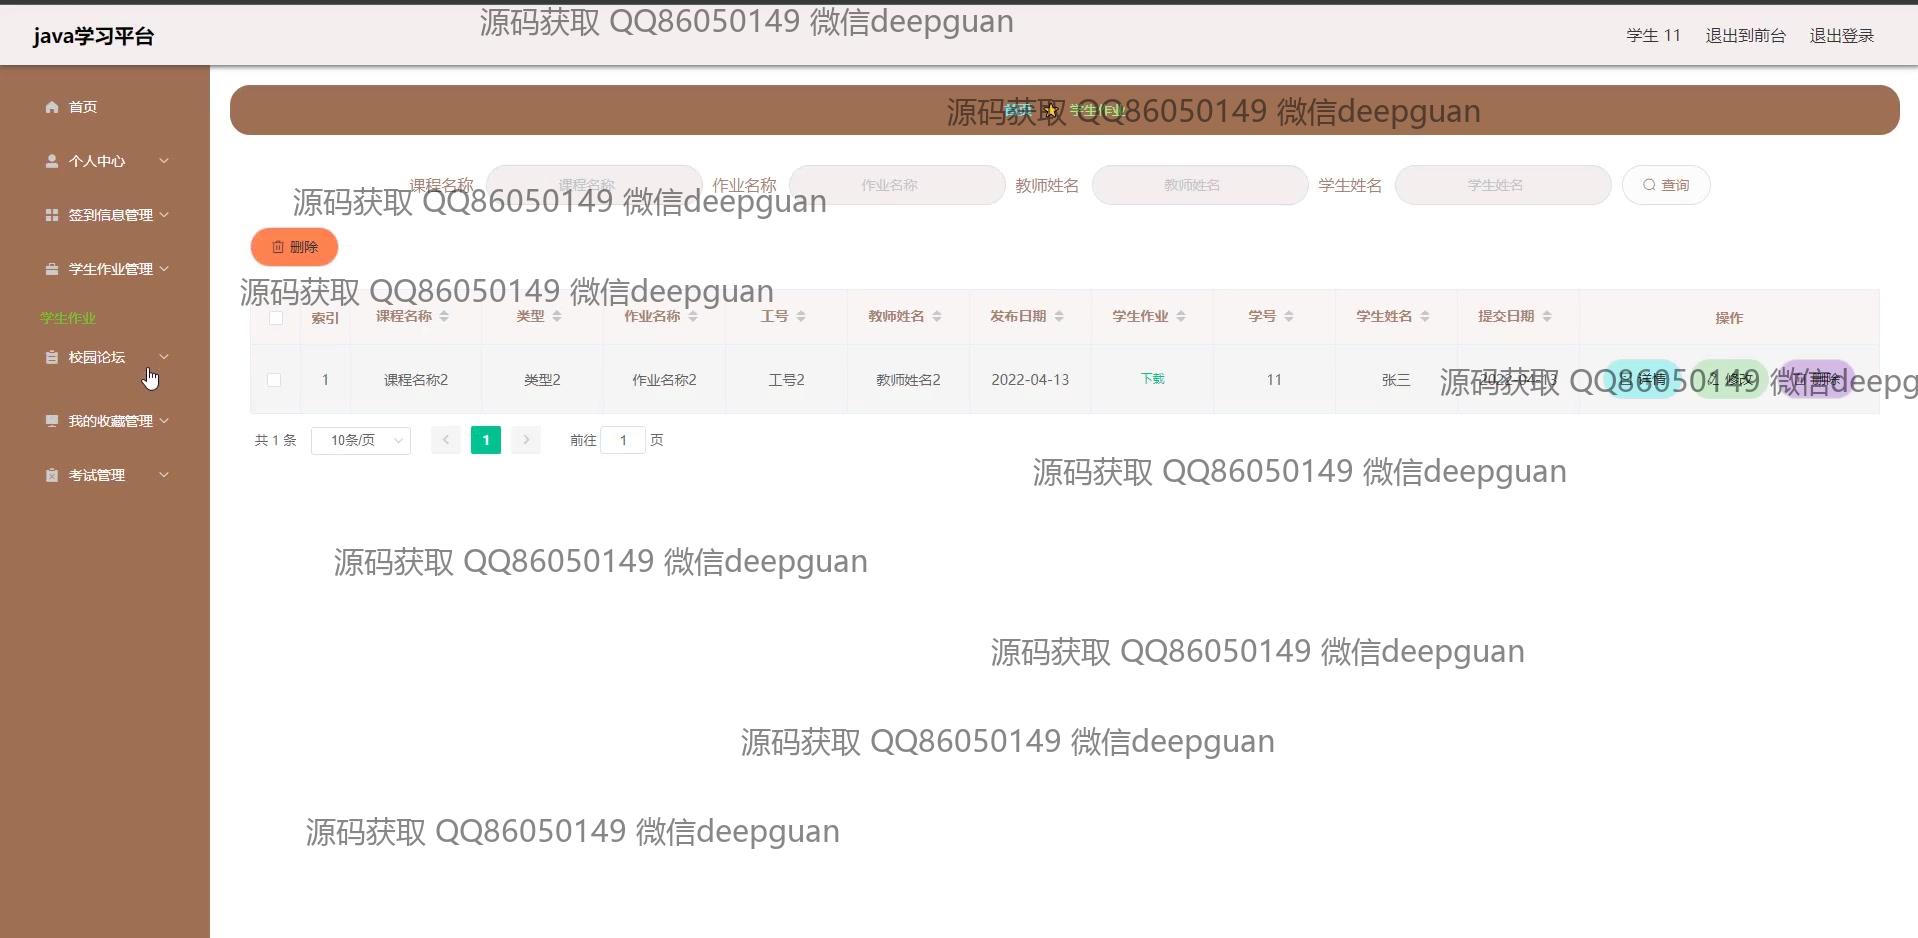 源码获取 QQ86050149 微信deepguan
java学习平台
学生 11 退出到前台 退出登录
首页
个人中心
签到信息管理
学生作业管理
学生作业
校园论坛
我的收藏管理
考试管理
首页 学生作业
源码获取 QQ86050149 微信deepguan
课程名称 课程名称 作业名称 作业名称 教师姓名 教师姓名 学生姓名 学生姓名 查询
源码获取 QQ86050149 微信deepguan
删除
源码获取 QQ86050149 微信deepguan
索引 课程名称 类型 作业名称 工号 教师姓名 发布日期 学生作业 学号 学生姓名 提交日期 操作
1 课程名称2 类型2 作业名称2 工号2 教师姓名2 2022-04-13 下载 11 张三 2022-04-13 详情 修改 删除
源码获取 QQ86050149 微信deepg
共 1 条 10条/页 1 前往 1 页
源码获取 QQ86050149 微信deepguan
源码获取 QQ86050149 微信deepguan
源码获取 QQ86050149 微信deepguan
源码获取 QQ86050149 微信deepguan
源码获取 QQ86050149 微信deepguan